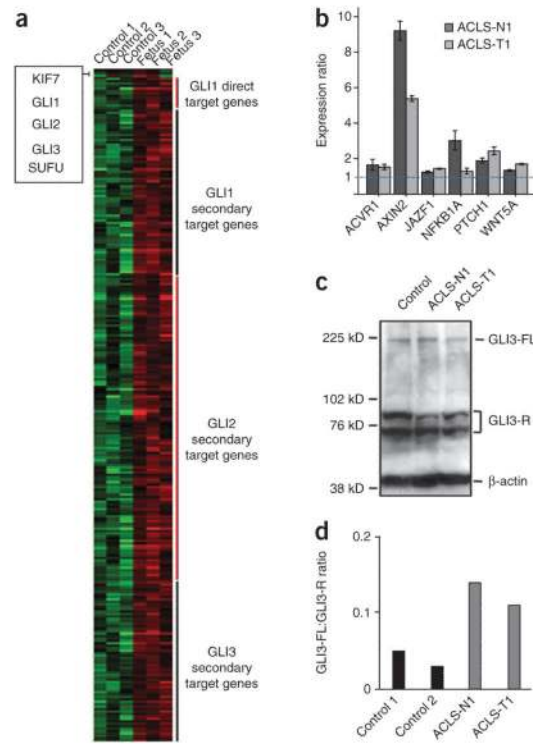 a
Control 1
Control 2
Control 3
Fetus 1
Fetus 2
Fetus 3
KIF7
GLI1
GLI2
GLI3
SUFU
GLI1 direct
target genes
GLI1
secondary
target genes
GLI2
secondary
target genes
GLI3
secondary
target genes
b
Expression ratio
10
8
6
4
2
1
ACLS-N1
ACLS-T1
ACVR1
AXIN2
JAZF1
NFKB1A
PTCH1
WNT5A
c
Control
ACLS-N1
ACLS-T1
225 kD
102 kD
76 kD
38 kD
GLI3-FL
GLI3-R
β-actin
d
GLI3-FL:GLI3-R ratio
0.2
0.1
0
Control 1
Control 2
ACLS-N1
ACLS-T1